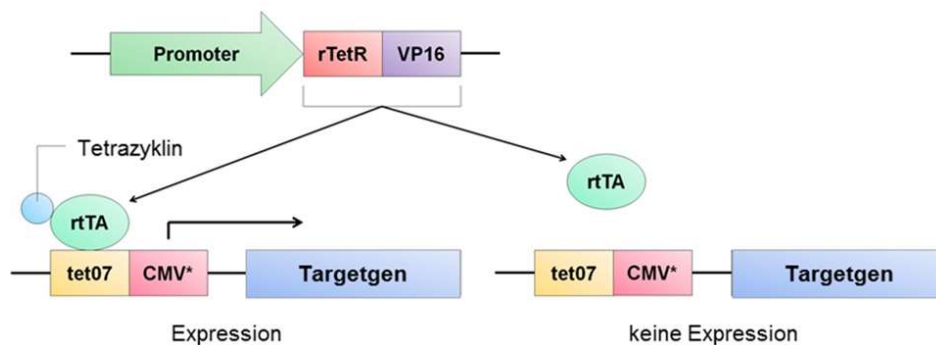 Promoter
rTetR
VP16
Tetrazyklin
rtTA
rtTA
tet07
CMV*
Targetgen
tet07
CMV*
Targetgen
Expression
keine Expression